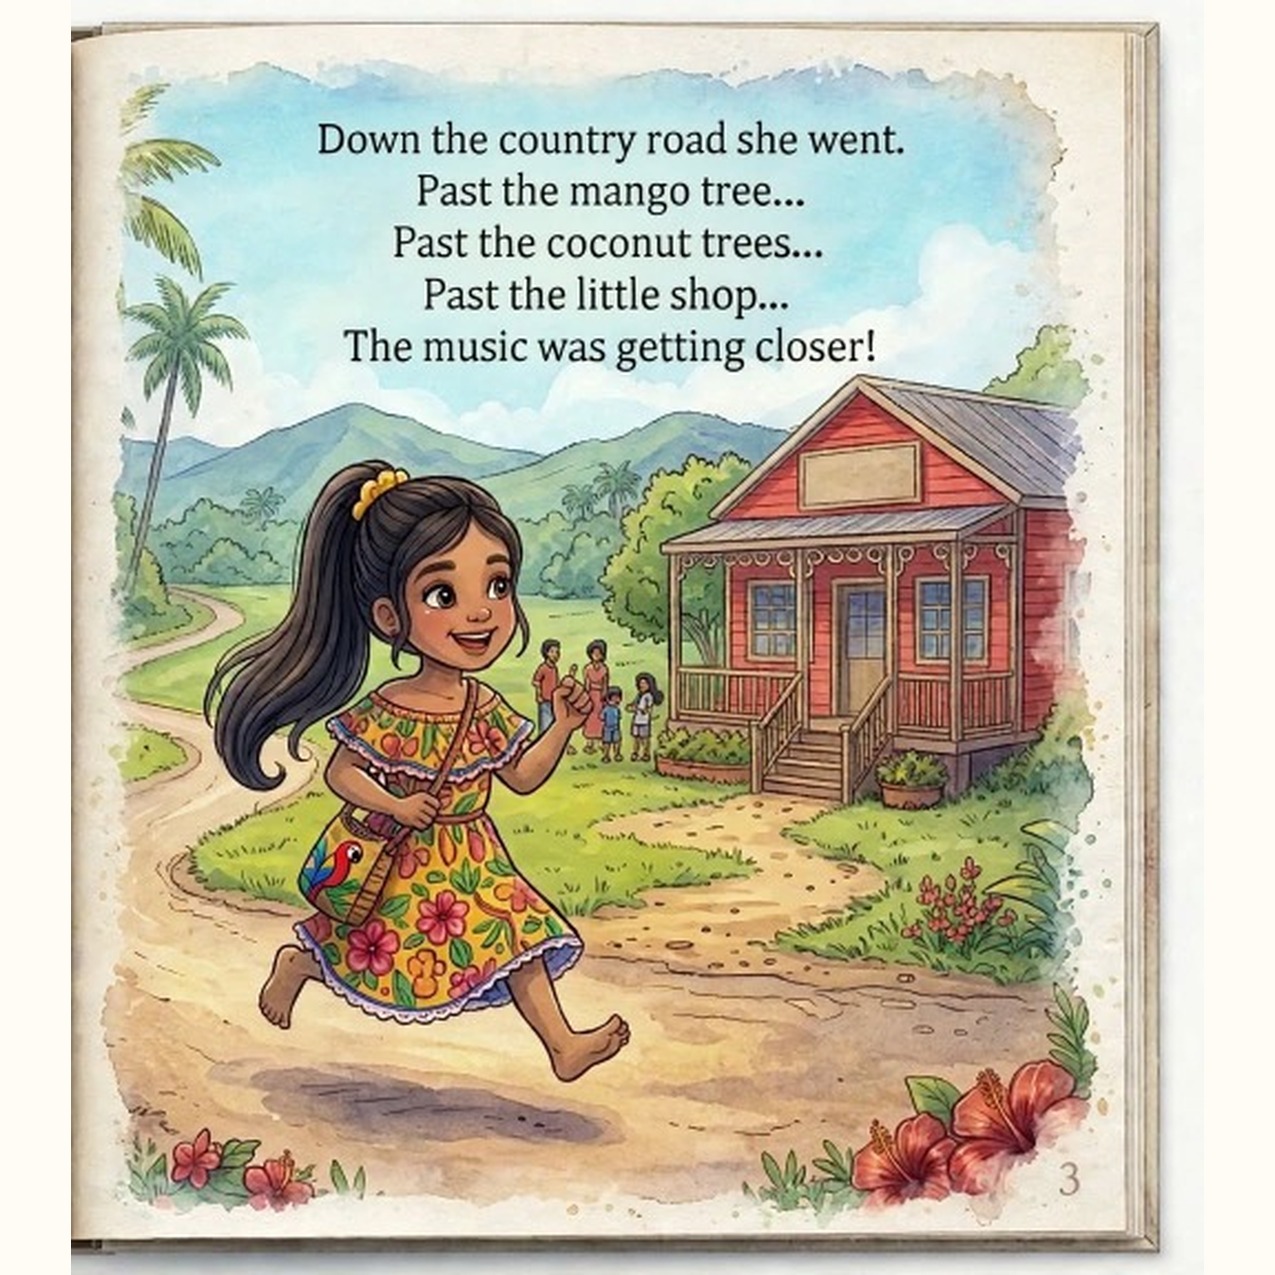 Down the country road she went.
Past the mango tree...
Past the coconut trees...
Past the little shop...
The music was getting closer!
3